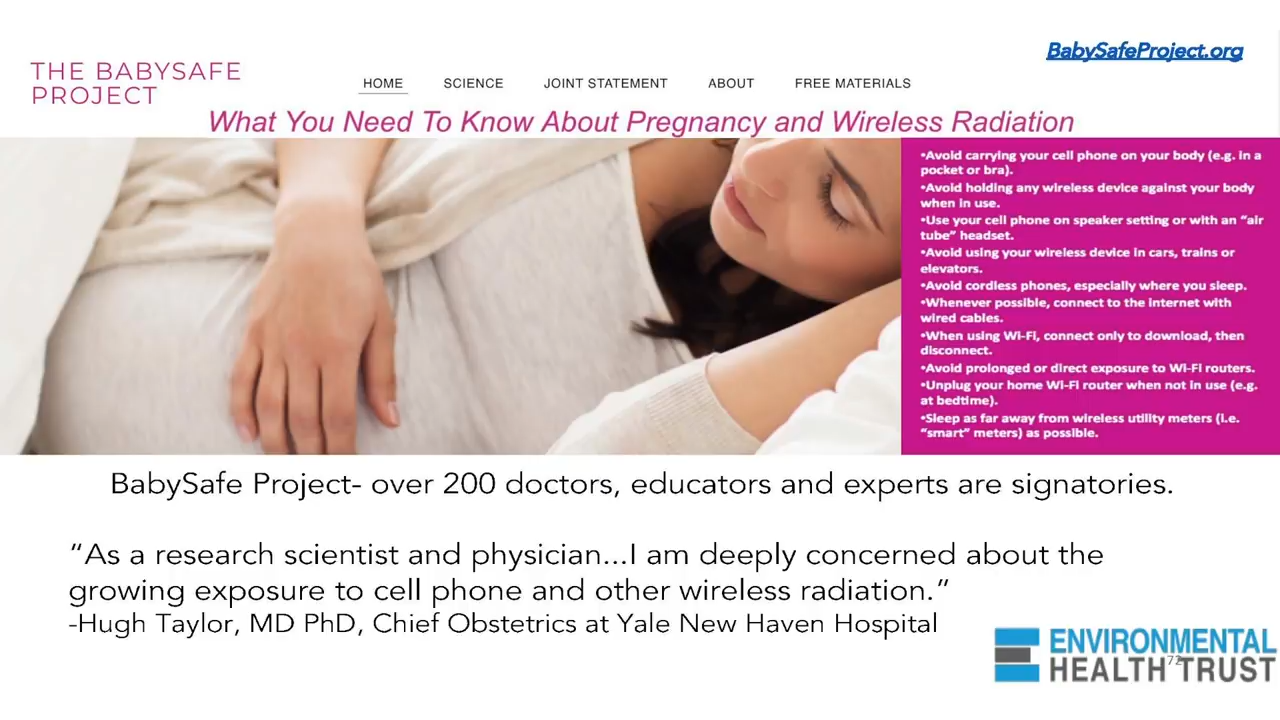 BabySafeProject.org
THE BABYSAFE
PROJECT
HOME SCIENCE JOINT STATEMENT ABOUT FREE MATERIALS
What You Need To Know About Pregnancy and Wireless Radiation
•Avoid carrying your cell phone on your body (e.g. in a
pocket or bra).
•Avoid holding any wireless device against your body
when in use.
•Use your cell phone on speaker setting or with an “air
tube” headset.
•Avoid using your wireless device in cars, trains or
elevators.
•Avoid cordless phones, especially where you sleep.
•Whenever possible, connect to the internet with
wired cables.
•When using Wi-Fi, connect only to download, then
disconnect.
•Avoid prolonged or direct exposure to Wi-Fi routers.
•Unplug your home Wi-Fi router when not in use (e.g.
at bedtime).
•Sleep as far away from wireless utility meters (i.e.
“smart” meters) as possible.
BabySafe Project- over 200 doctors, educators and experts are signatories.
“As a research scientist and physician...I am deeply concerned about the
growing exposure to cell phone and other wireless radiation.”
-Hugh Taylor, MD PhD, Chief Obstetrics at Yale New Haven Hospital
ENVIRONMENTAL
HEALTH TRUST
72